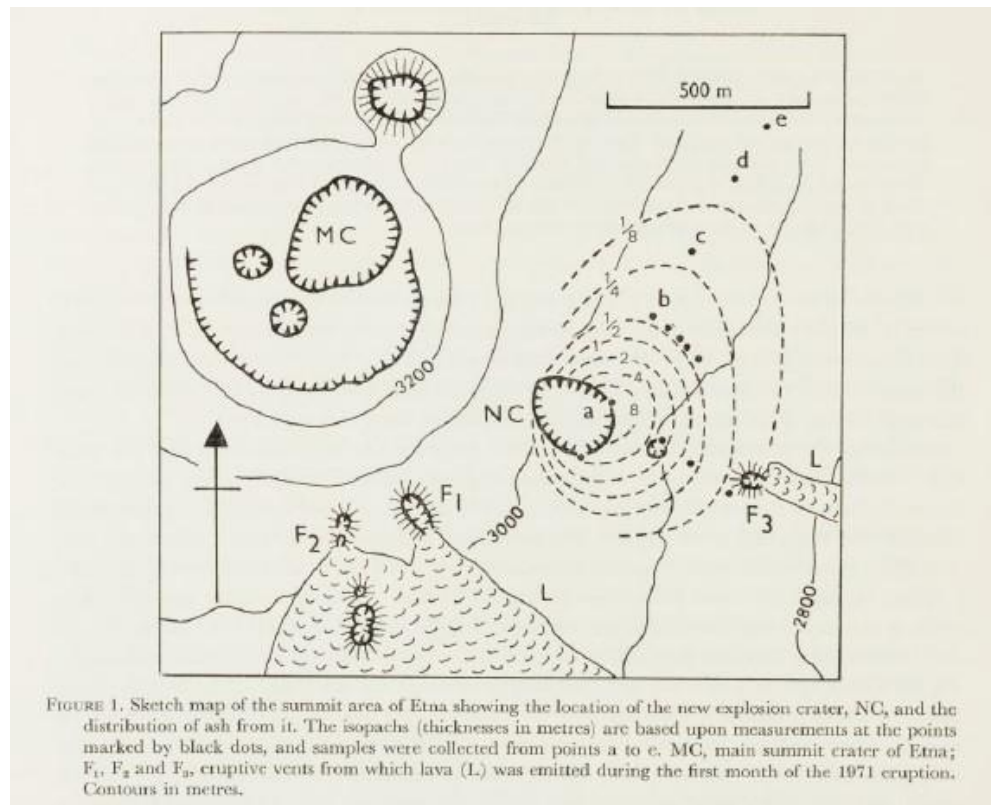 500 m
e
d
1/8
c
MC
1/4
b
1/2
1
2
3200
4
NC
a
8
L
F1
F3
F2
3000
L
2800
FIGURE 1. Sketch map of the summit area of Etna showing the location of the new explosion crater, NC, and the
distribution of ash from it. The isopachs (thicknesses in metres) are based upon measurements at the points
marked by black dots, and samples were collected from points a to e. MC, main summit crater of Etna;
F₁, F₂ and F₃, eruptive vents from which lava (L) was emitted during the first month of the 1971 eruption.
Contours in metres.